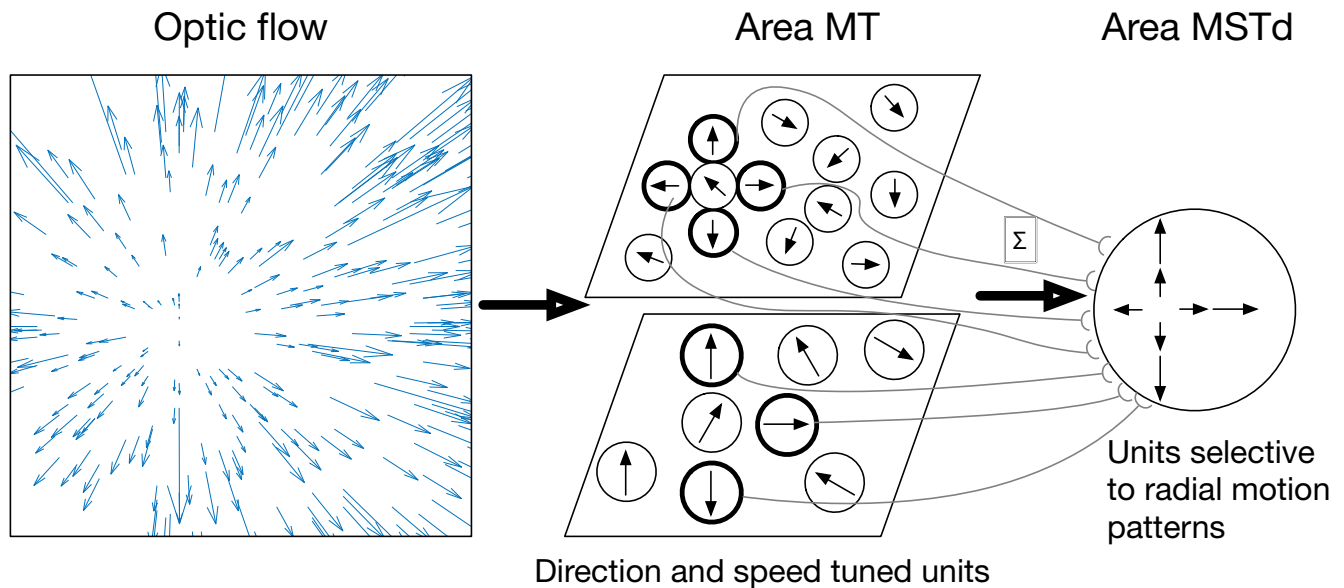 Optic flow
Area MT
Area MSTd
Σ
Units selective
to radial motion
patterns
Direction and speed tuned units